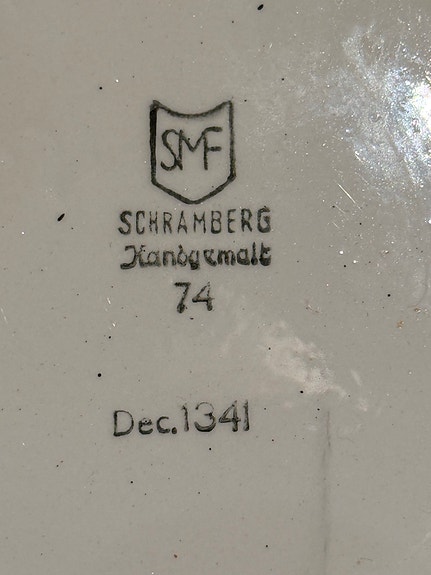 SMF
SCHRAMBERG
Handgemalt
74
Dec.1341